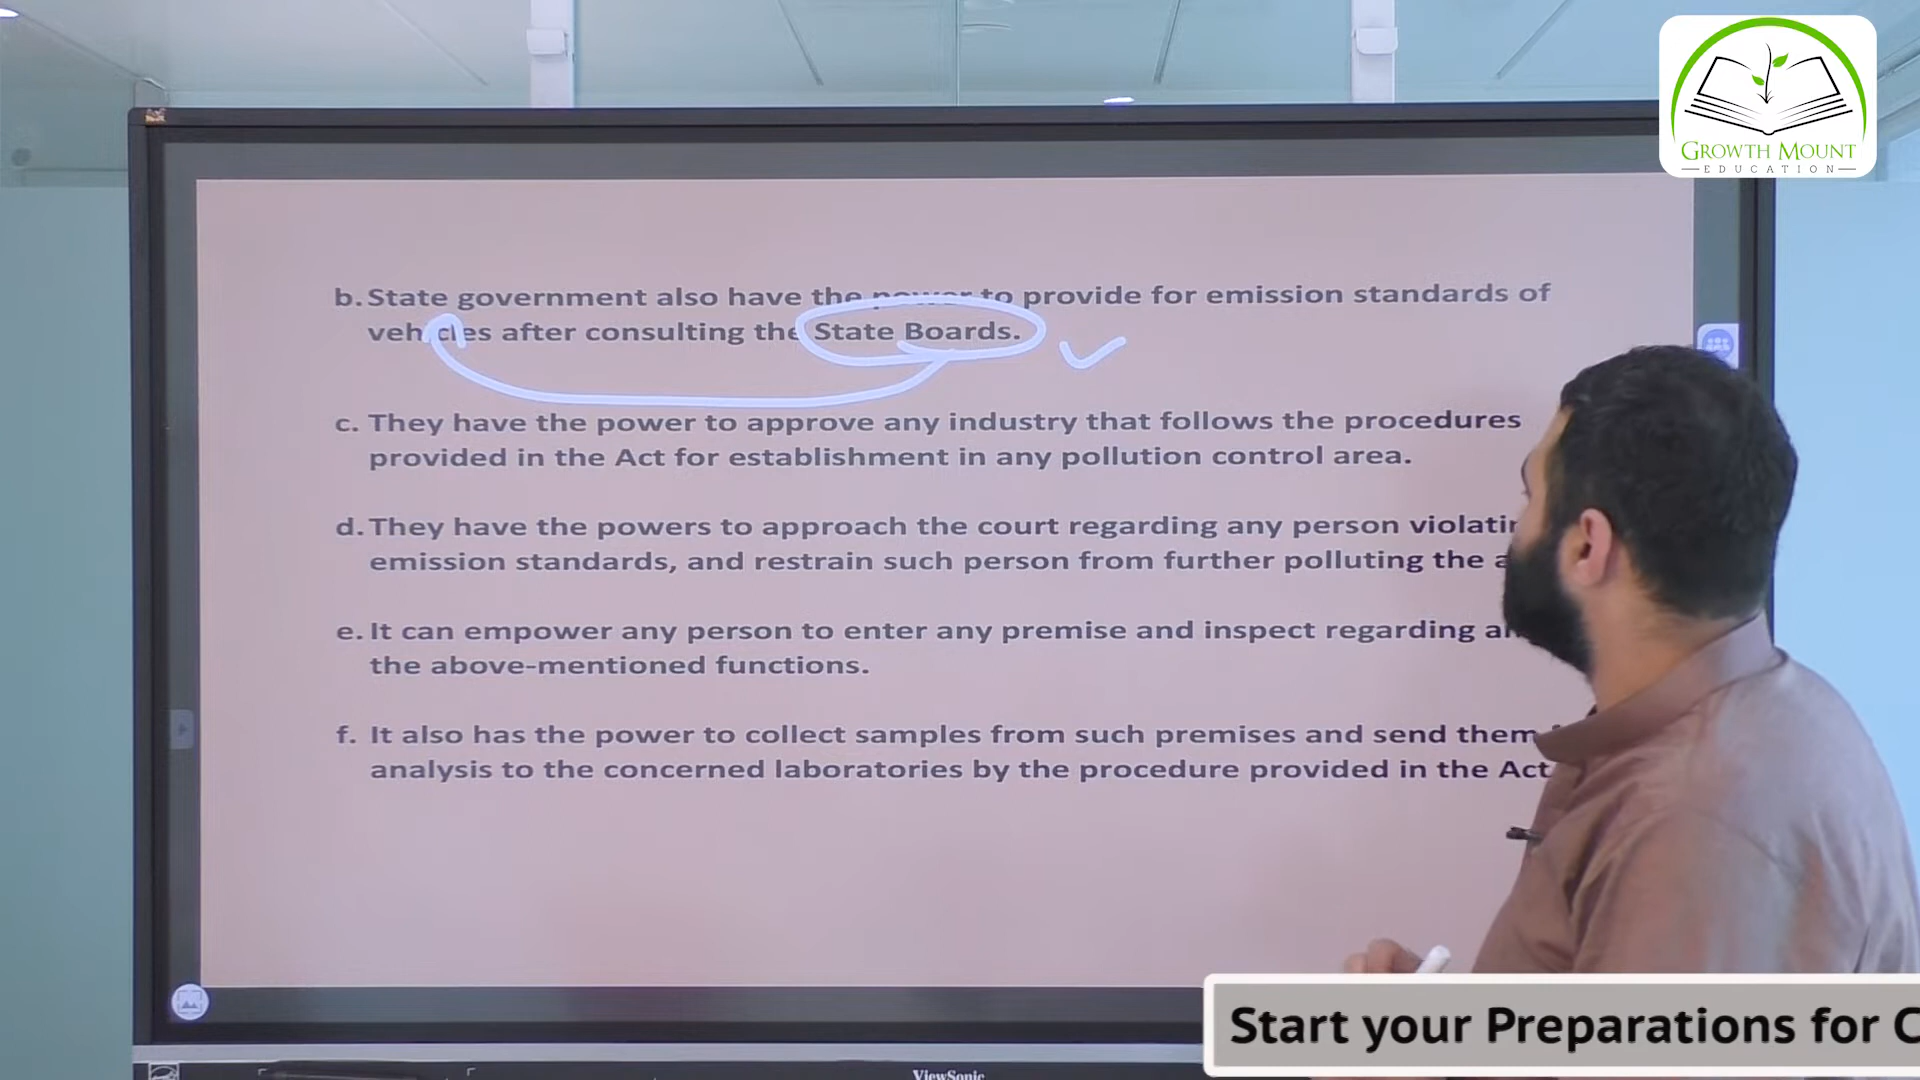 GROWTH MOUNT
EDUCATION
b. State government also have the power to provide for emission standards of
vehicles after consulting the State Boards.
c. They have the power to approve any industry that follows the procedures
provided in the Act for establishment in any pollution control area.
d. They have the powers to approach the court regarding any person
emission standards, and restrain such person from further polluting the
e. It can empower any person to enter any premise and inspect regarding
the above-mentioned functions.
f. It also has the power to collect samples from such premises and send them
analysis to the concerned laboratories by the procedure provided in the Act
Start your Preparations for
ViewSonic